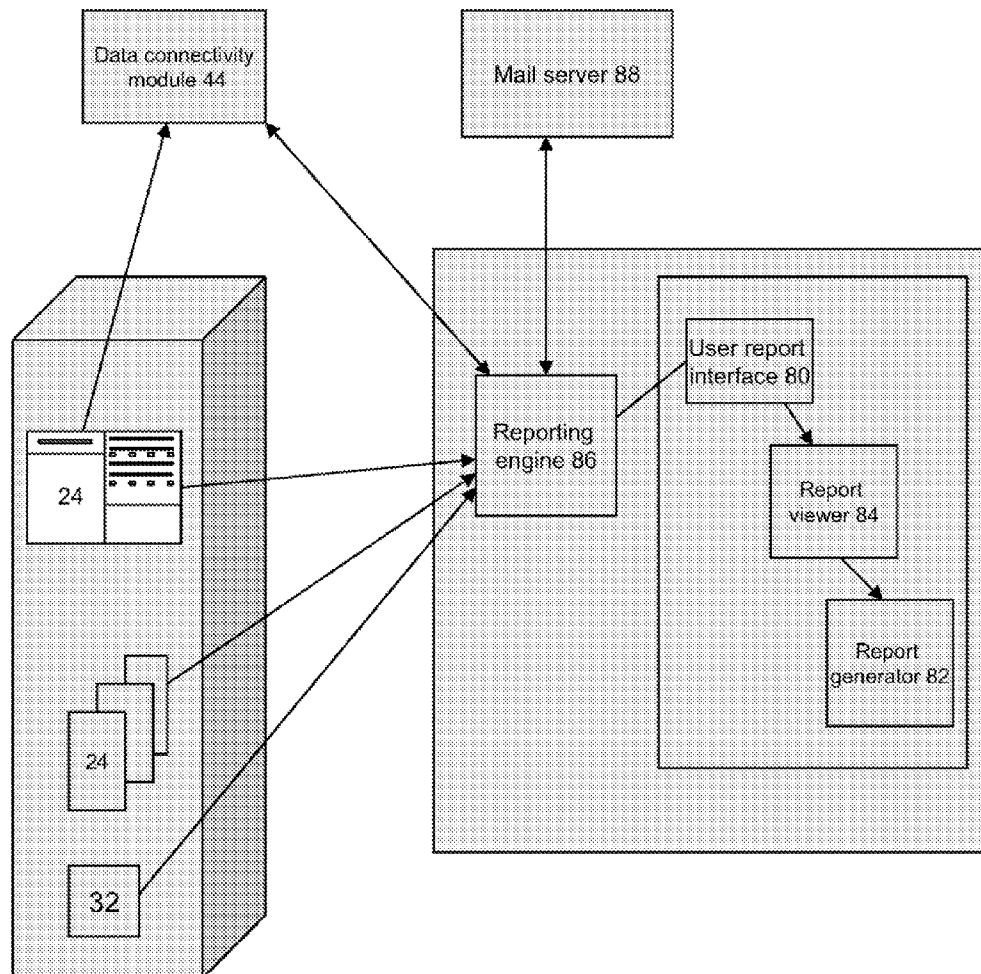 Data connectivity
module 44
Mail server 88
User report
interface 80
Reporting
engine 86
24
Report
viewer 84
Report
generator 82
24
32